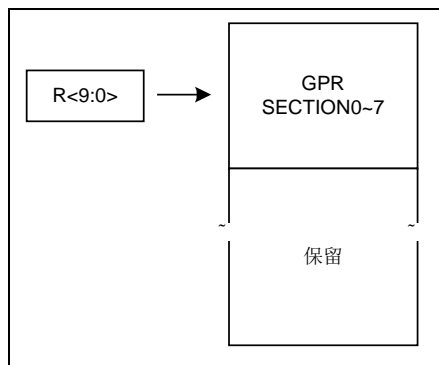 R<9:0>
GPR
SECTION0~7
~ ~
保留